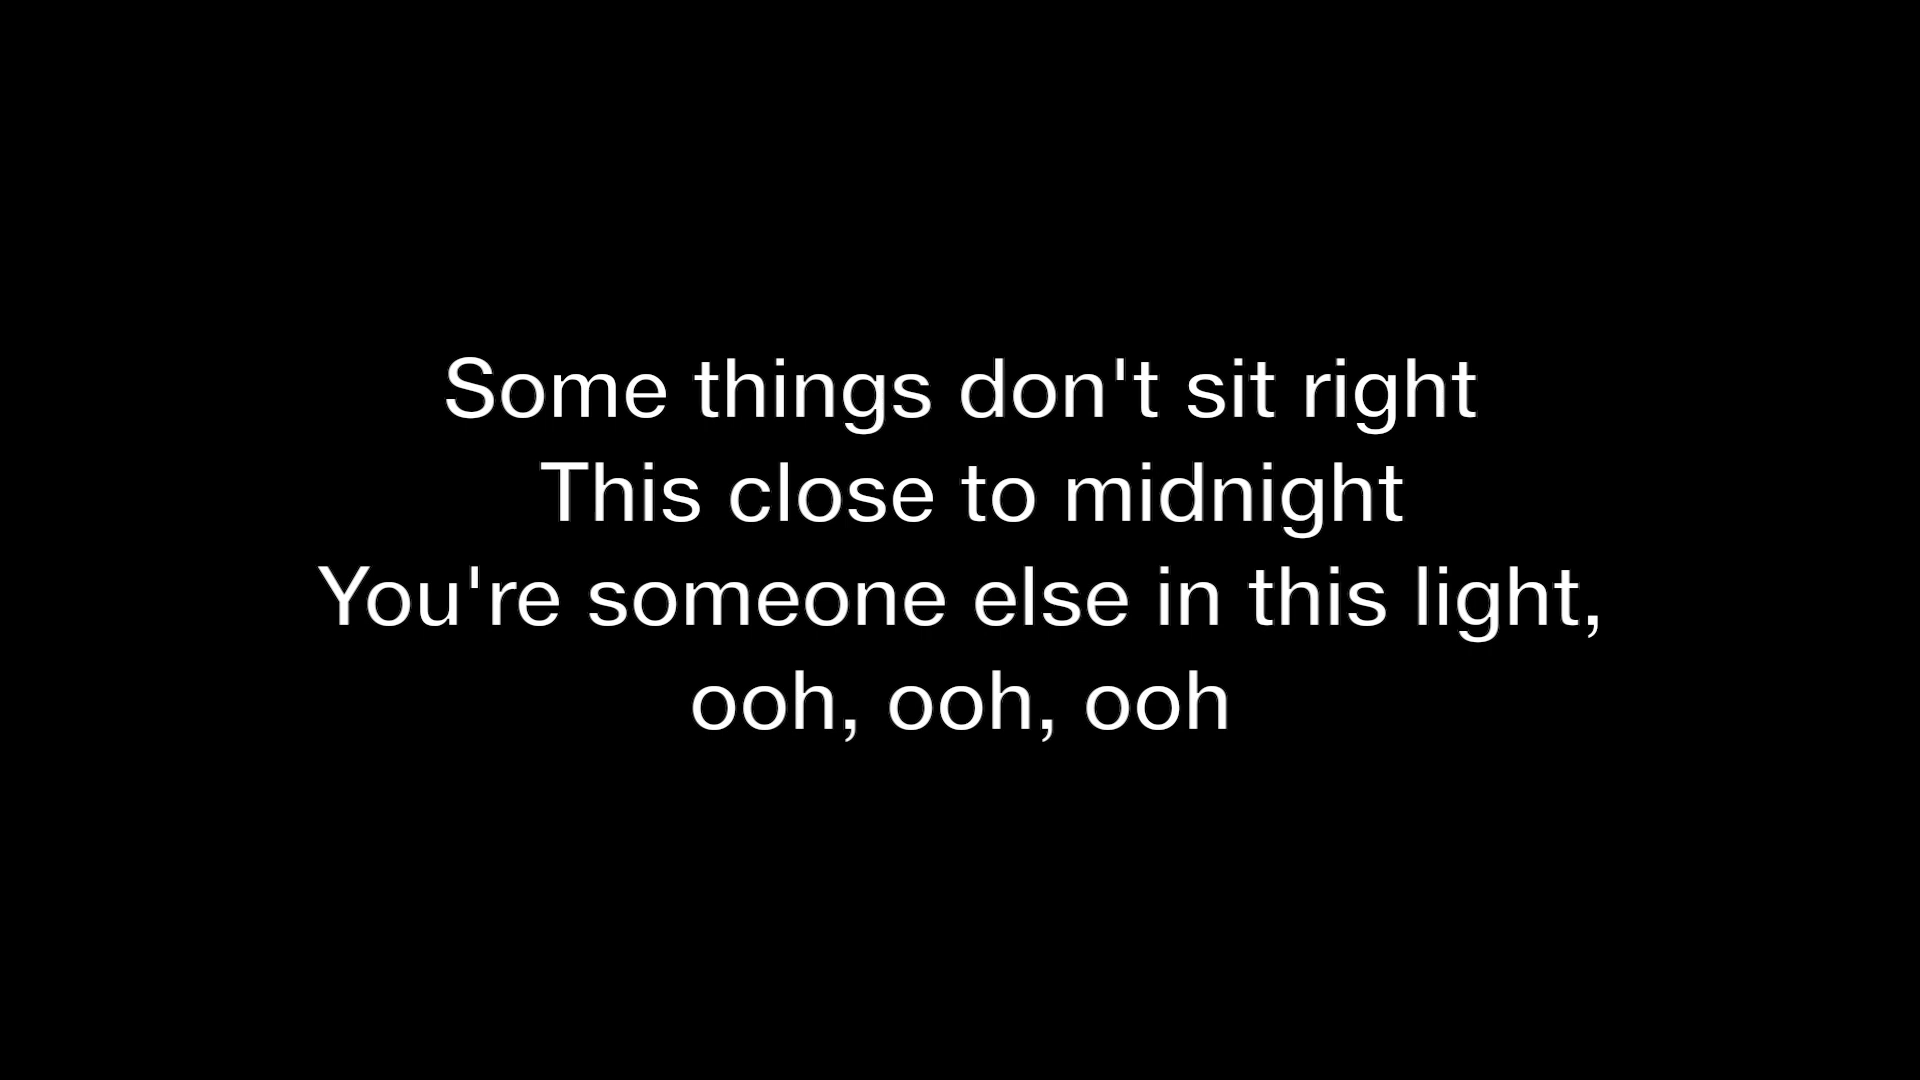 Some things don't sit right
This close to midnight
You're someone else in this light,
ooh, ooh, ooh